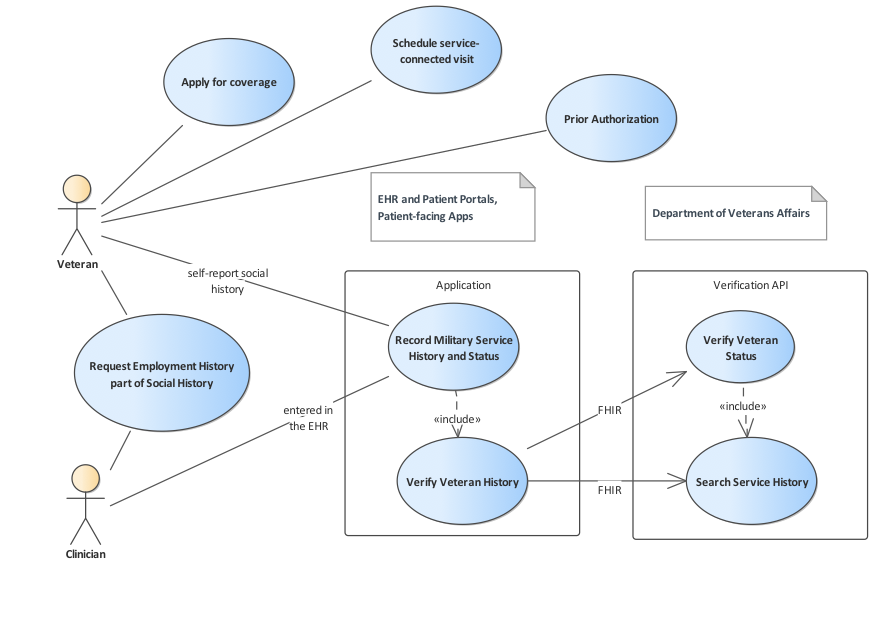 Schedule service-
connected visit
Apply for coverage
Prior Authorization
EHR and Patient Portals,
Patient-facing Apps
Department of Veterans Affairs
Veteran
self-report social
history
Application
Verification API
Record Military Service
History and Status
Verify Veteran
Status
Request Employment History
part of Social History
entered in
the EHR
«include»
FHIR
«include»
Verify Veteran History
FHIR
Search Service History
Clinician